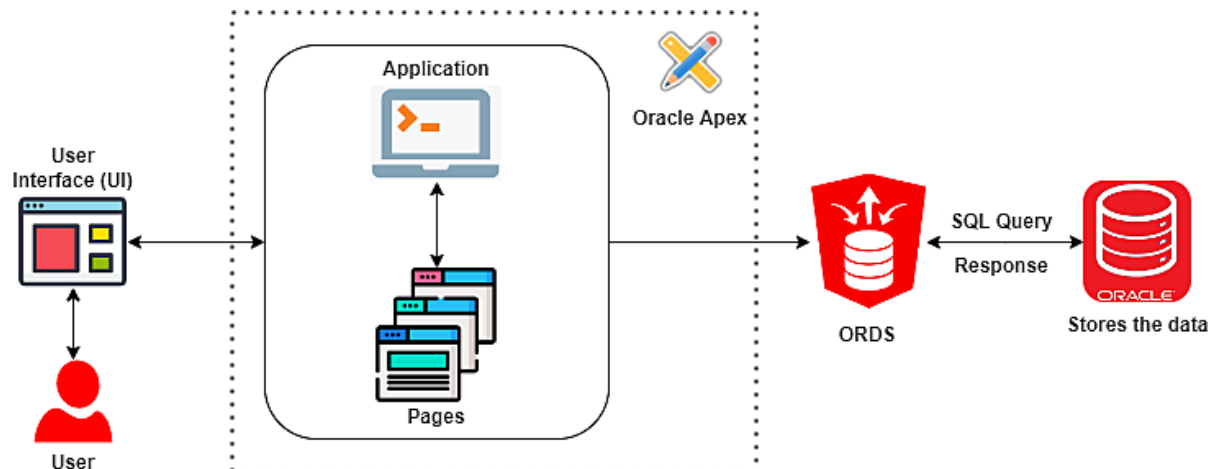 Application
Oracle Apex
User
Interface (UI)
SQL Query
Response
ORACLE
Stores the data
ORDS
Pages
User